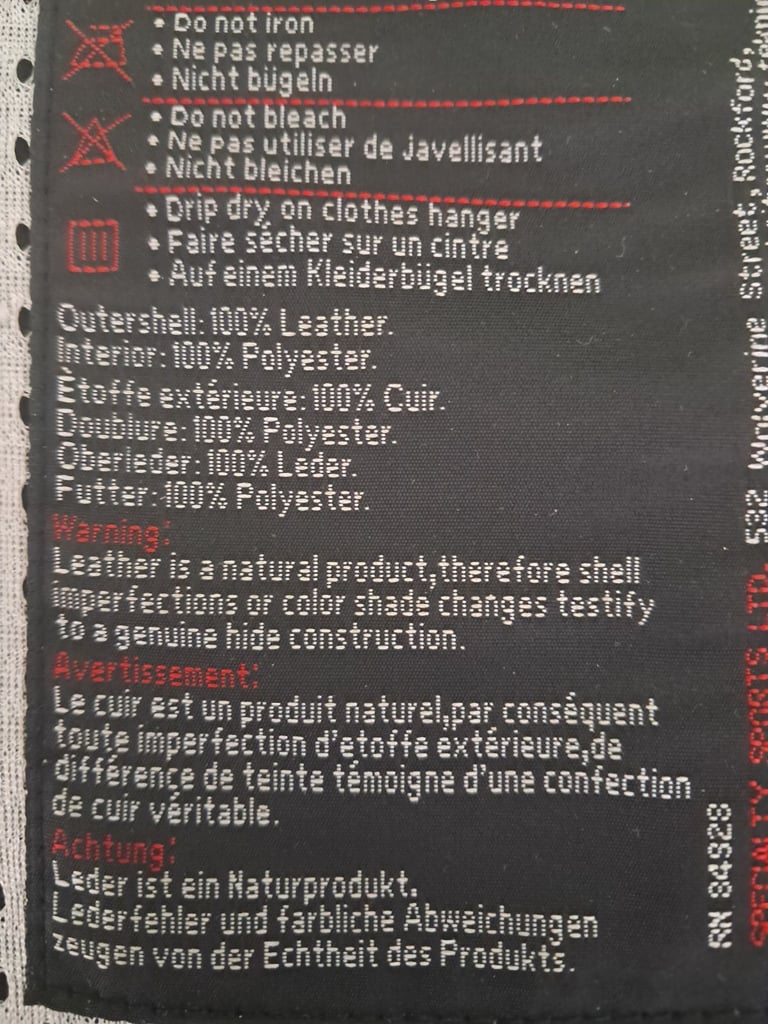 • Do not iron
• Ne pas repasser
• Nicht bügeln
• Do not bleach
• Ne pas utiliser de Javellisant
• Nicht bleichen
• Drip dry on clothes hanger
• Faire sécher sur un cintre
• Auf einem Kleiderbügel trocknen
Outershell: 100% Leather.
Interior: 100% Polyester.
Ètoffe extérieure: 100% Cuir.
Doublure: 100% Polyester.
Oberleder: 100% Leder.
Futter: 100% Polyester.
Warning:
Leather is a natural product,therefore shell
imperfections or color shade changes testify
to a genuine hide construction.
Avertissement:
Le cuir est un produit naturel,par conséquent
toute imperfection d'etoffe extérieure,de
différence de teinte témoigne d'une confection
de cuir véritable.
Achtung:
Leder ist ein Naturprodukt.
Lederfehler und farbliche Abweichungen
zeugen von der Echtheit des Produkts.
RN 84928
SPECIALTY SPORTS LTD. 532 Wolverine Street, Rockford,